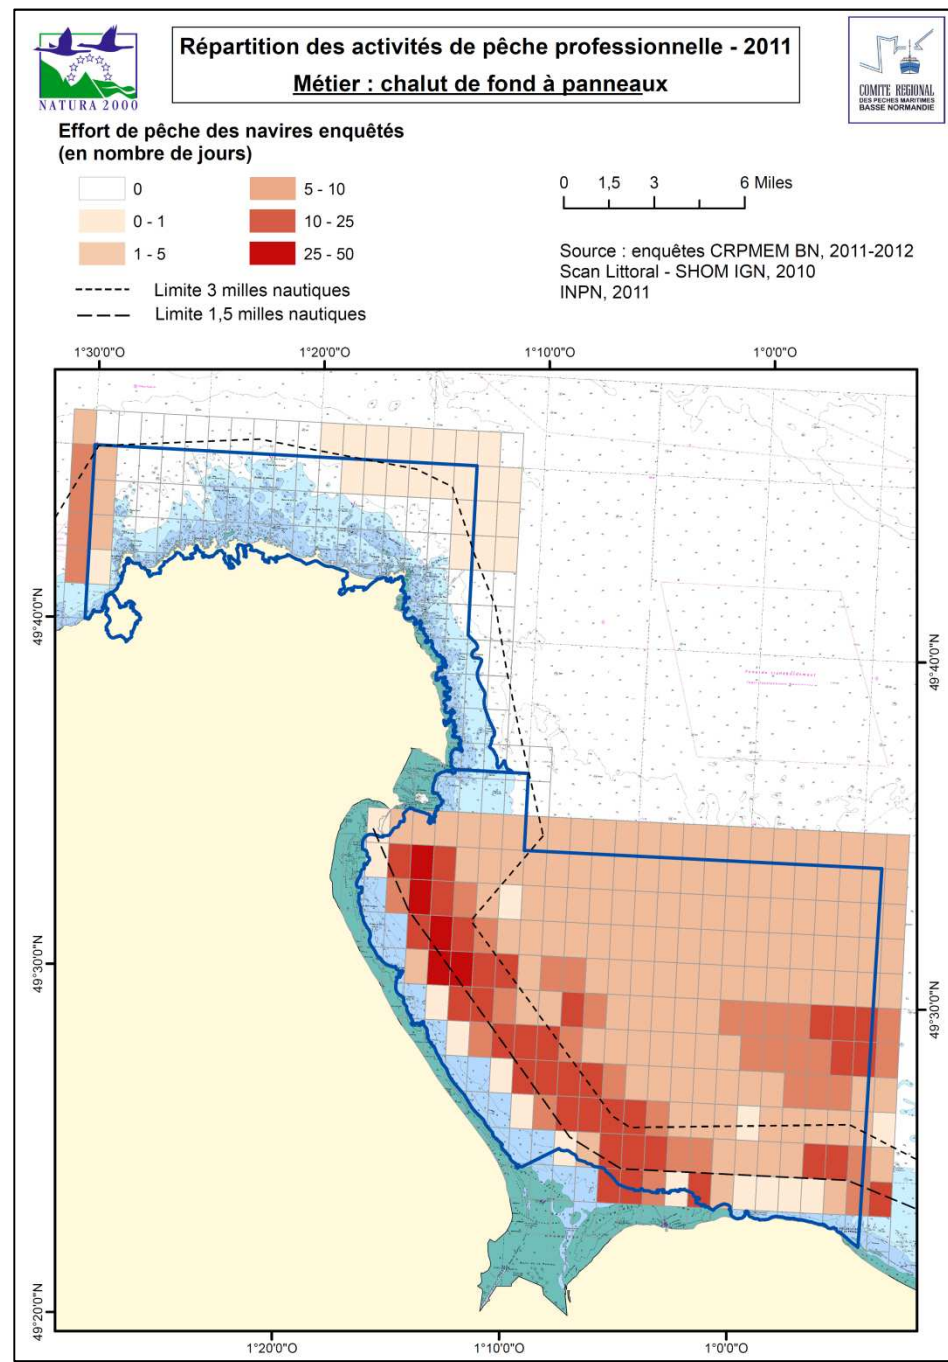 Répartition des activités de pêche professionnelle - 2011
Métier : chalut de fond à panneaux
NATURA 2000
COMITE REGIONAL
DES PECHES MARITIMES
BASSE NORMANDIE
Effort de pêche des navires enquêtés
(en nombre de jours)
0
0 - 1
1 - 5
5 - 10
10 - 25
25 - 50
Limite 3 milles nautiques
Limite 1,5 milles nautiques
0 1,5 3 6 Miles
Source : enquêtes CRPMEM BN, 2011-2012
Scan Littoral - SHOM IGN, 2010
INPN, 2011
1°30'0"O 1°20'0"O 1°10'0"O 1°0'0"O
49°40'0"N
49°40'0"N
49°30'0"N
49°30'0"N
49°20'0"N
1°20'0"O 1°10'0"O 1°0'0"O